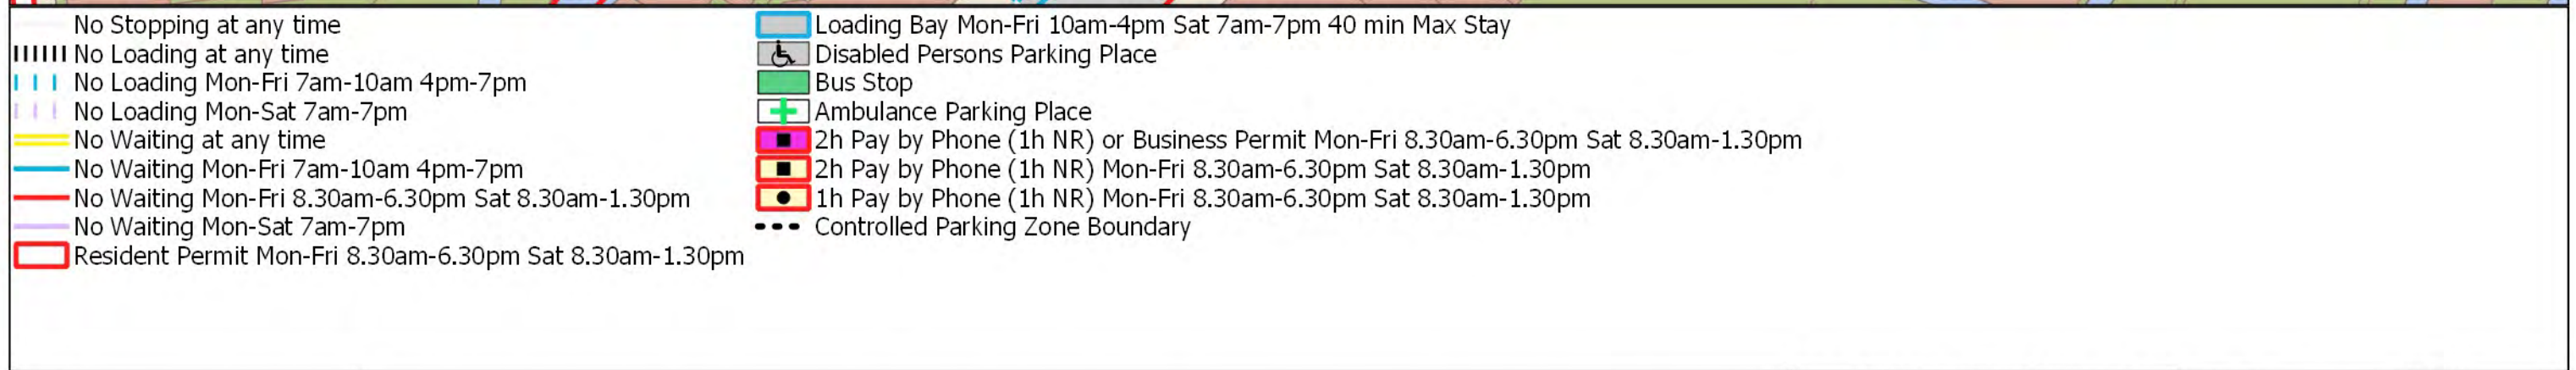 No Stopping at any time
No Loading at any time
No Loading Mon-Fri 7am-10am 4pm-7pm
No Loading Mon-Sat 7am-7pm
No Waiting at any time
No Waiting Mon-Fri 7am-10am 4pm-7pm
No Waiting Mon-Fri 8.30am-6.30pm Sat 8.30am-1.30pm
No Waiting Mon-Sat 7am-7pm
Resident Permit Mon-Fri 8.30am-6.30pm Sat 8.30am-1.30pm
Loading Bay Mon-Fri 10am-4pm Sat 7am-7pm 40 min Max Stay
Disabled Persons Parking Place
Bus Stop
Ambulance Parking Place
2h Pay by Phone (1h NR) or Business Permit Mon-Fri 8.30am-6.30pm Sat 8.30am-1.30pm
2h Pay by Phone (1h NR) Mon-Fri 8.30am-6.30pm Sat 8.30am-1.30pm
1h Pay by Phone (1h NR) Mon-Fri 8.30am-6.30pm Sat 8.30am-1.30pm
Controlled Parking Zone Boundary